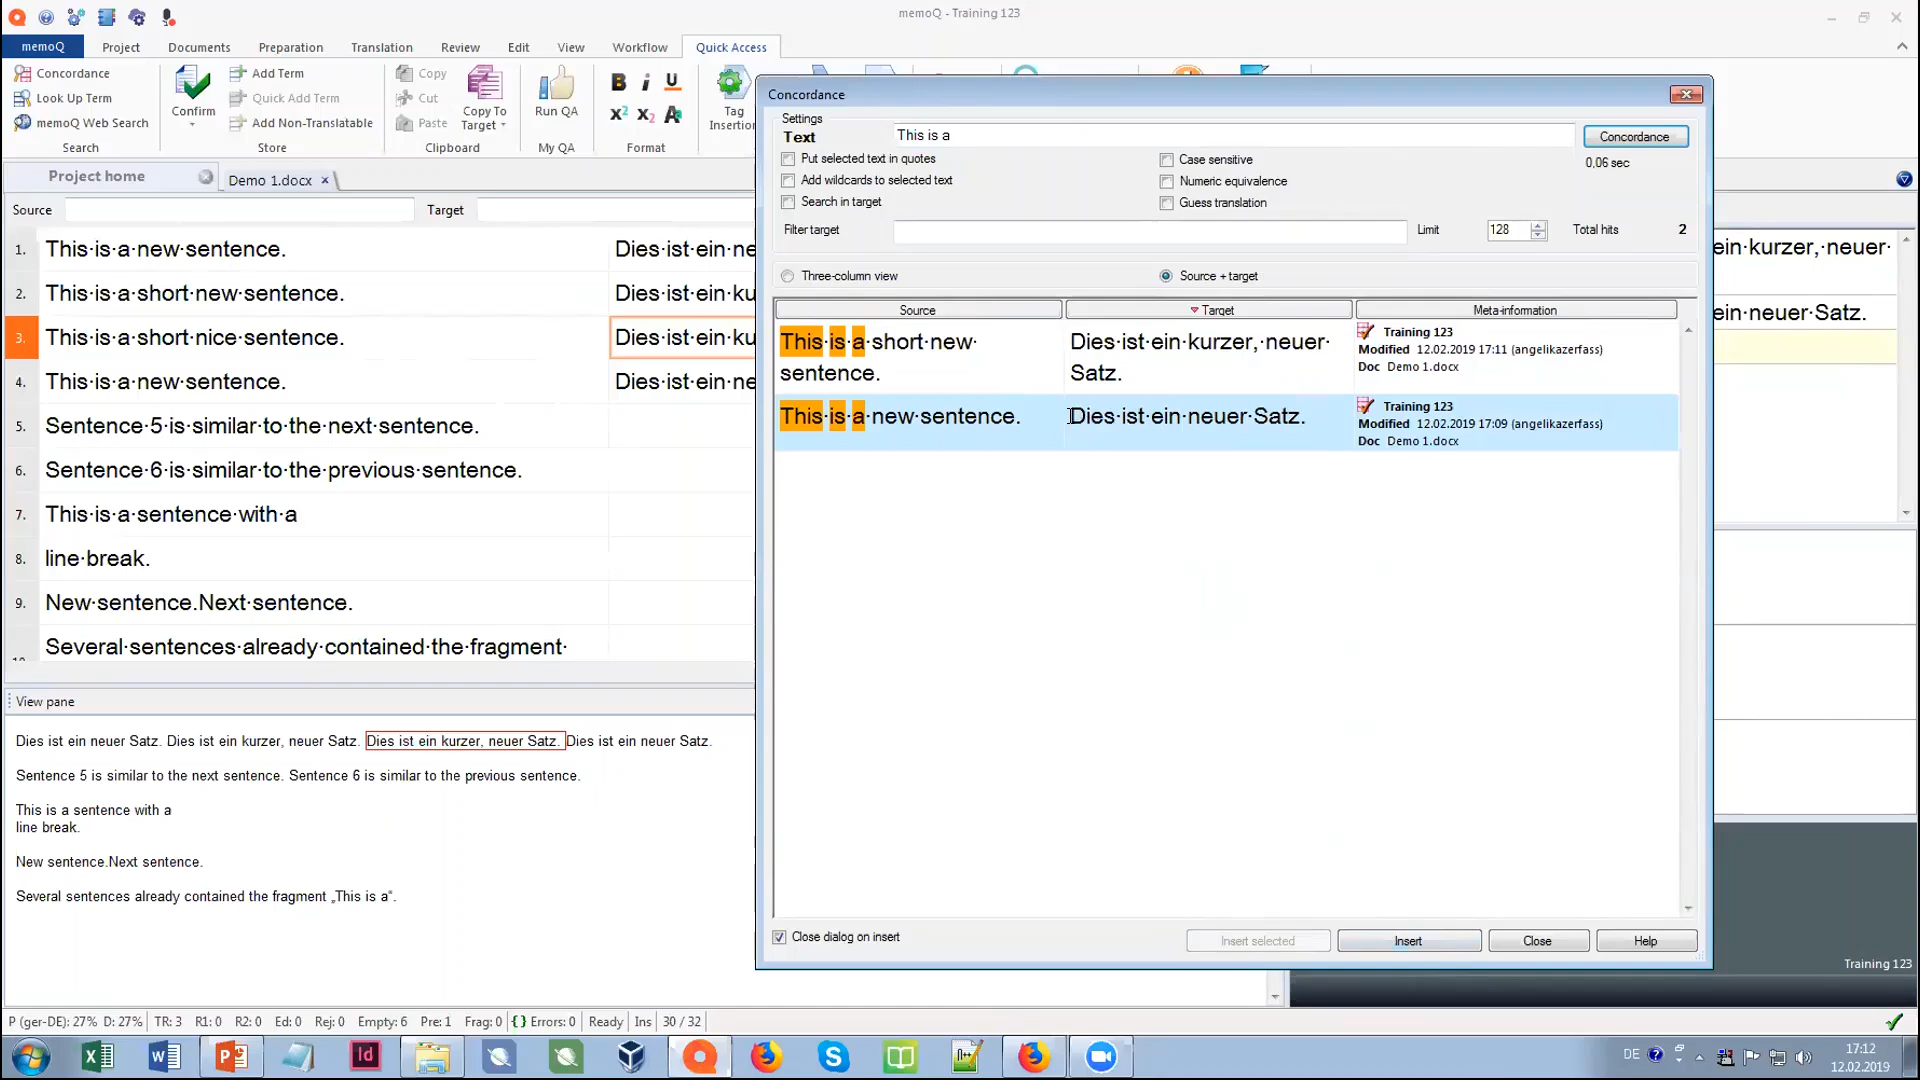 memoQ - Training 123
memoQ Project Documents Preparation Translation Review Edit View Workflow Quick Access
Concordance
Look Up Term
memoQ Web Search
Search
Confirm
Add Term
Quick Add Term
Add Non-Translatable
Store
Copy
Cut
Paste
Copy To
Target
Clipboard
Run QA
My QA
B i U
x² x₂ A
Format
Tag
Insertion
Project home
Demo 1.docx
Source
Target
1. This·is·a·new·sentence. Dies·ist·ein·ne
2. This·is·a·short·new·sentence. Dies·ist·ein·ku
3. This·is·a·short·nice·sentence. Dies·ist·ein·ku
4. This·is·a·new·sentence. Dies·ist·ein·ne
5. Sentence·5·is·similar·to·the·next·sentence.
6. Sentence·6·is·similar·to·the·previous·sentence.
7. This·is·a·sentence·with·a
8. line·break.
9. New·sentence.Next·sentence.
Several·sentences·already·contained·the·fragment·
View pane
Dies ist ein neuer Satz. Dies ist ein kurzer, neuer Satz. Dies ist ein kurzer, neuer Satz. Dies ist ein neuer Satz.
Sentence 5 is similar to the next sentence. Sentence 6 is similar to the previous sentence.
This is a sentence with a
line break.
New sentence.Next sentence.
Several sentences already contained the fragment „This is a“.
Concordance
Settings
Text This is a
Concordance
0,06 sec
Put selected text in quotes
Add wildcards to selected text
Search in target
Case sensitive
Numeric equivalence
Guess translation
Filter target
Limit 128
Total hits 2
Three-column view
Source + target
Source Target Meta-information
This·is·a·short·new·
sentence.
Dies·ist·ein·kurzer,·neuer·
Satz.
Training 123
Modified 12.02.2019 17:11 (angelikazerfass)
Doc Demo 1.docx
This·is·a·new·sentence.
Dies·ist·ein·neuer·Satz.
Training 123
Modified 12.02.2019 17:09 (angelikazerfass)
Doc Demo 1.docx
Close dialog on insert
Insert selected
Insert
Close
Help
ein·kurzer,·neuer·
ein·neuer·Satz.
Training 123
P (ger-DE): 27% D: 27% TR: 3 R1: 0 R2: 0 Ed: 0 Rej: 0 Empty: 6 Pre: 1 Frag: 0 {} Errors: 0 Ready Ins 30 / 32
DE
17:12
12.02.2019